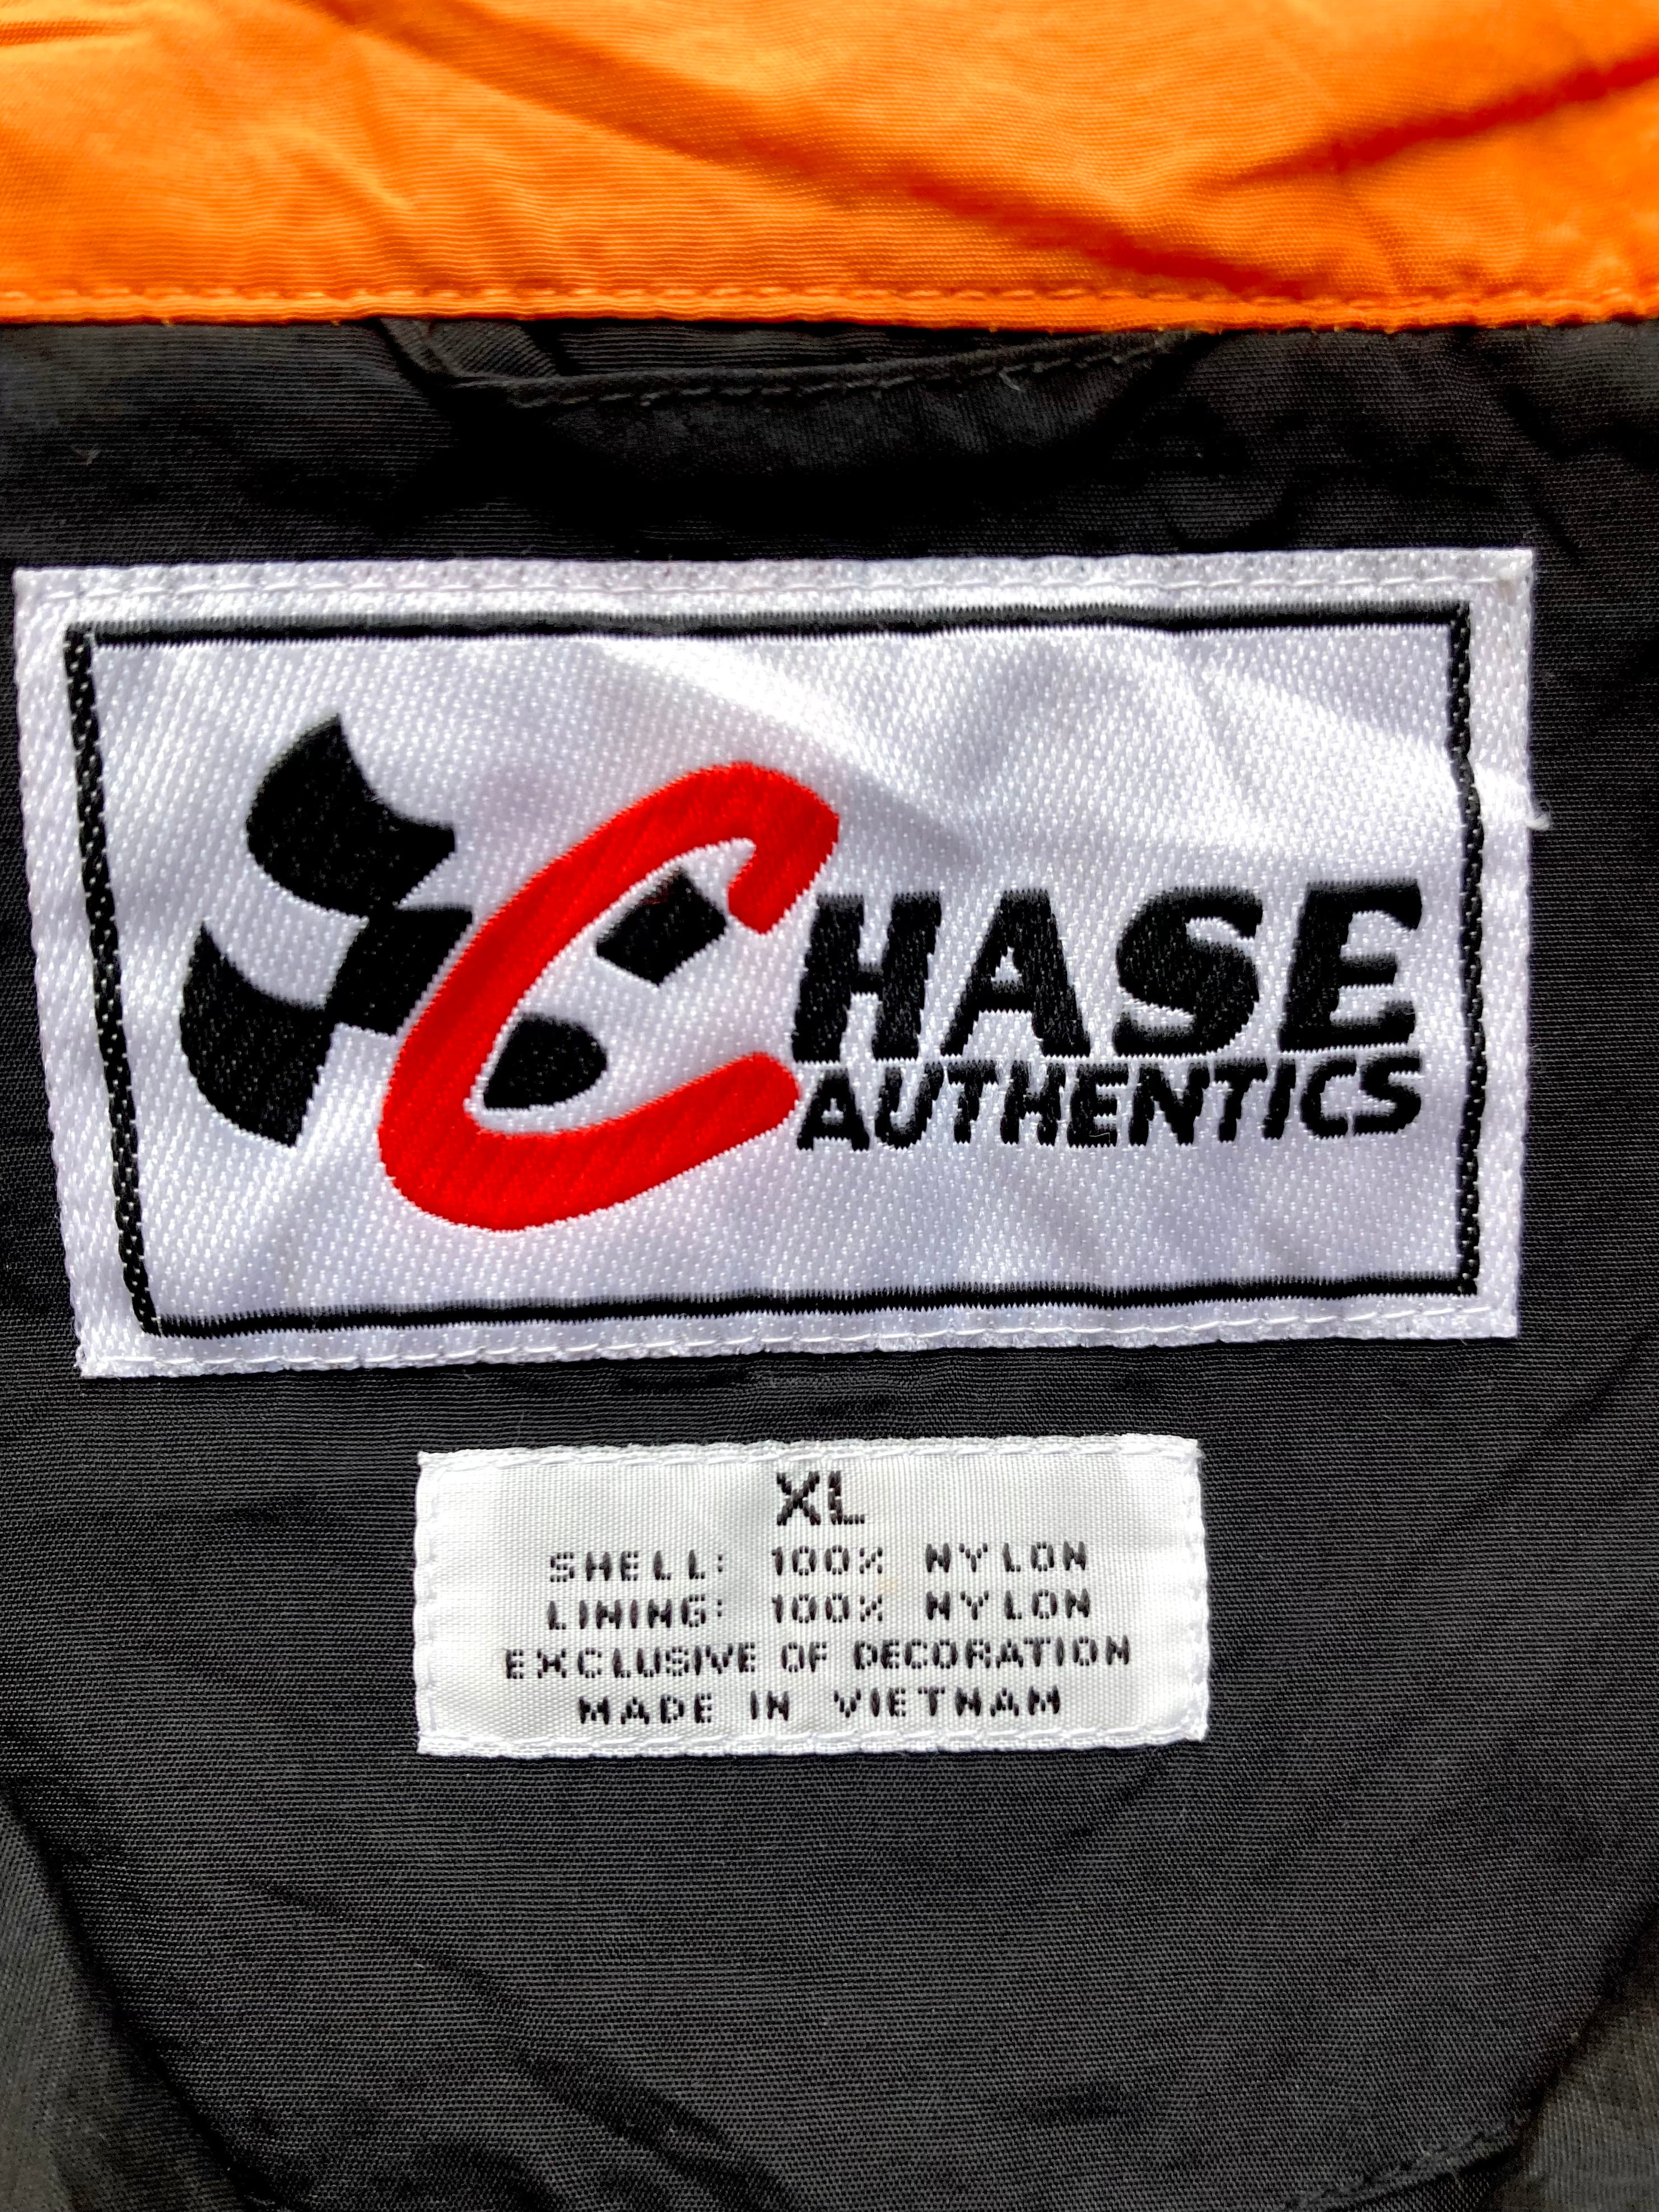 CHASE
AUTHENTICS
XL
SHELL: 100% NYLON
LINING: 100% NYLON
EXCLUSIVE OF DECORATION
MADE IN VIETNAM